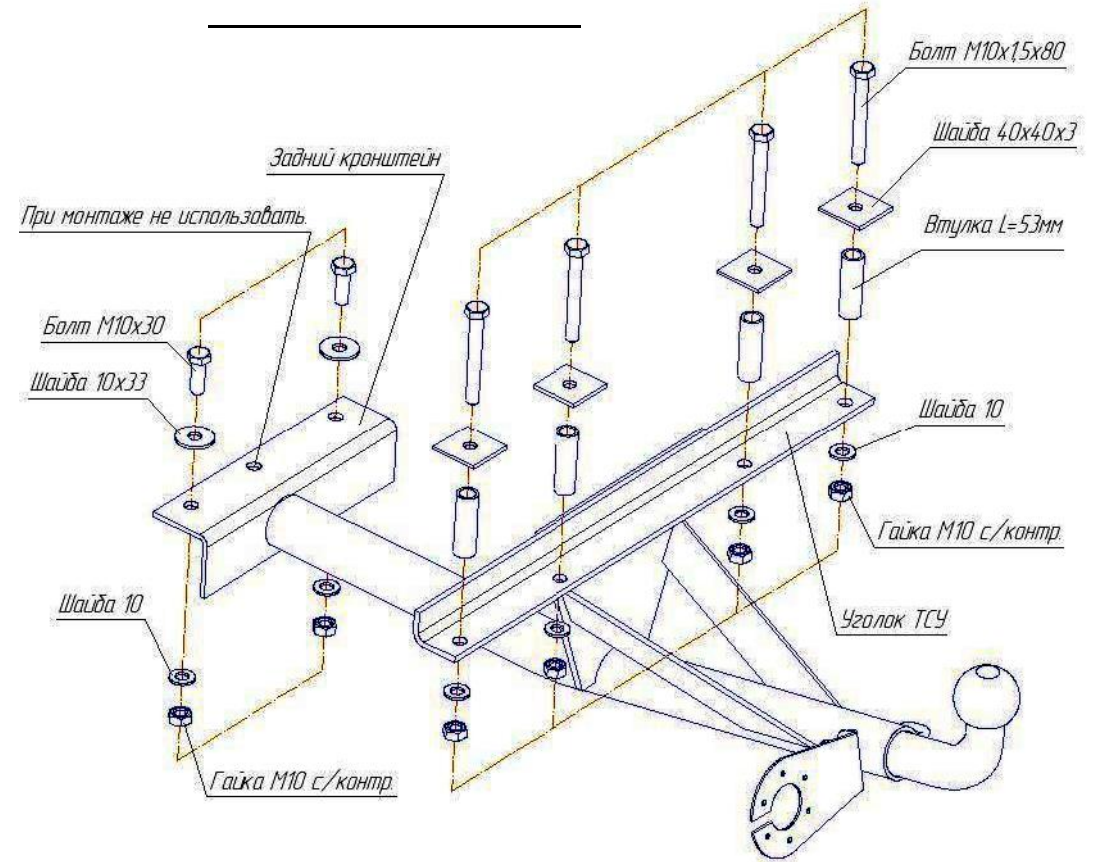 Болт М10х1,5х80
Шайба 40х40х3
Задний кронштейн
При монтаже не использовать.
Втулка L=53мм
Болт М10х30
Шайба 10х33
Шайба 10
Гайка М10 с/контр.
Шайба 10
Уголок ТСУ
Гайка М10 с/контр.